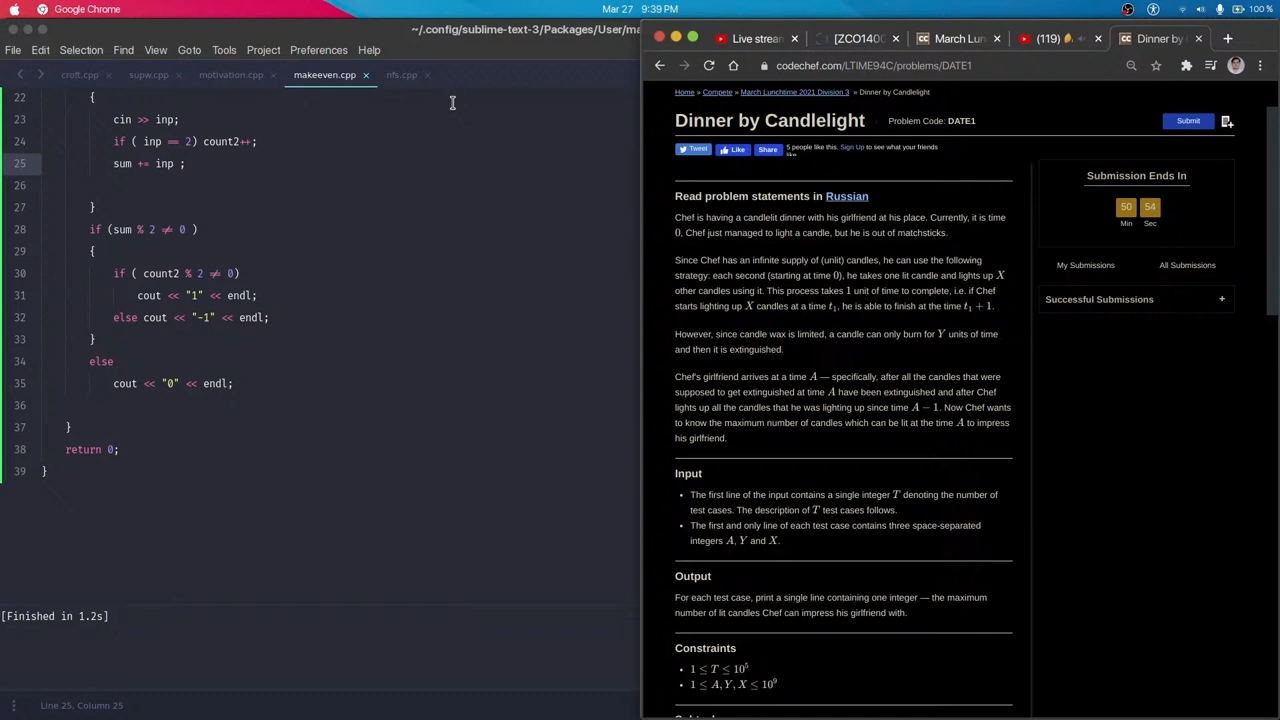 Google Chrome
Mar 27 9:39 PM
100 %
~/.config/sublime-text-3/Packages/User/ma
File Edit Selection Find View Goto Tools Project Preferences Help
croft.cpp supw.cpp motivation.cpp makeeven.cpp nfs.cpp
22 {
23 cin >> inp;
24 if ( inp == 2) count2++;
25 sum += inp ;
26
27 }
28 if (sum % 2 ≠ 0 )
29 {
30 if ( count2 % 2 ≠ 0)
31 cout << "1" << endl;
32 else cout << "-1" << endl;
33 }
34 else
35 cout << "0" << endl;
36
37 }
38 return 0;
39 }
[Finished in 1.2s]
Line 25, Column 25
Live stream [ZCO1400 March Lun (119) Dinner by
codechef.com/LTIME94C/problems/DATE1
Home » Compete » March Lunchtime 2021 Division 3 » Dinner by Candlelight
Dinner by Candlelight Problem Code: DATE1
Submit
Tweet Like Share 5 people like this. Sign Up to see what your friends
like.
Read problem statements in Russian
Chef is having a candlelit dinner with his girlfriend at his place. Currently, it is time
0, Chef just managed to light a candle, but he is out of matchsticks.
Since Chef has an infinite supply of (unlit) candles, he can use the following
strategy: each second (starting at time 0), he takes one lit candle and lights up X
other candles using it. This process takes 1 unit of time to complete, i.e. if Chef
starts lighting up X candles at a time t₁, he is able to finish at the time t₁ + 1.
However, since candle wax is limited, a candle can only burn for Y units of time
and then it is extinguished.
Chef's girlfriend arrives at a time A — specifically, after all the candles that were
supposed to get extinguished at time A have been extinguished and after Chef
lights up all the candles that he was lighting up since time A − 1. Now Chef wants
to know the maximum number of candles which can be lit at the time A to impress
his girlfriend.
Input
• The first line of the input contains a single integer T denoting the number of
test cases. The description of T test cases follows.
• The first and only line of each test case contains three space-separated
integers A, Y and X.
Output
For each test case, print a single line containing one integer — the maximum
number of lit candles Chef can impress his girlfriend with.
Constraints
• 1 ≤ T ≤ 10⁵
• 1 ≤ A, Y, X ≤ 10⁹
Submission Ends In
50 54
Min Sec
My Submissions All Submissions
Successful Submissions +